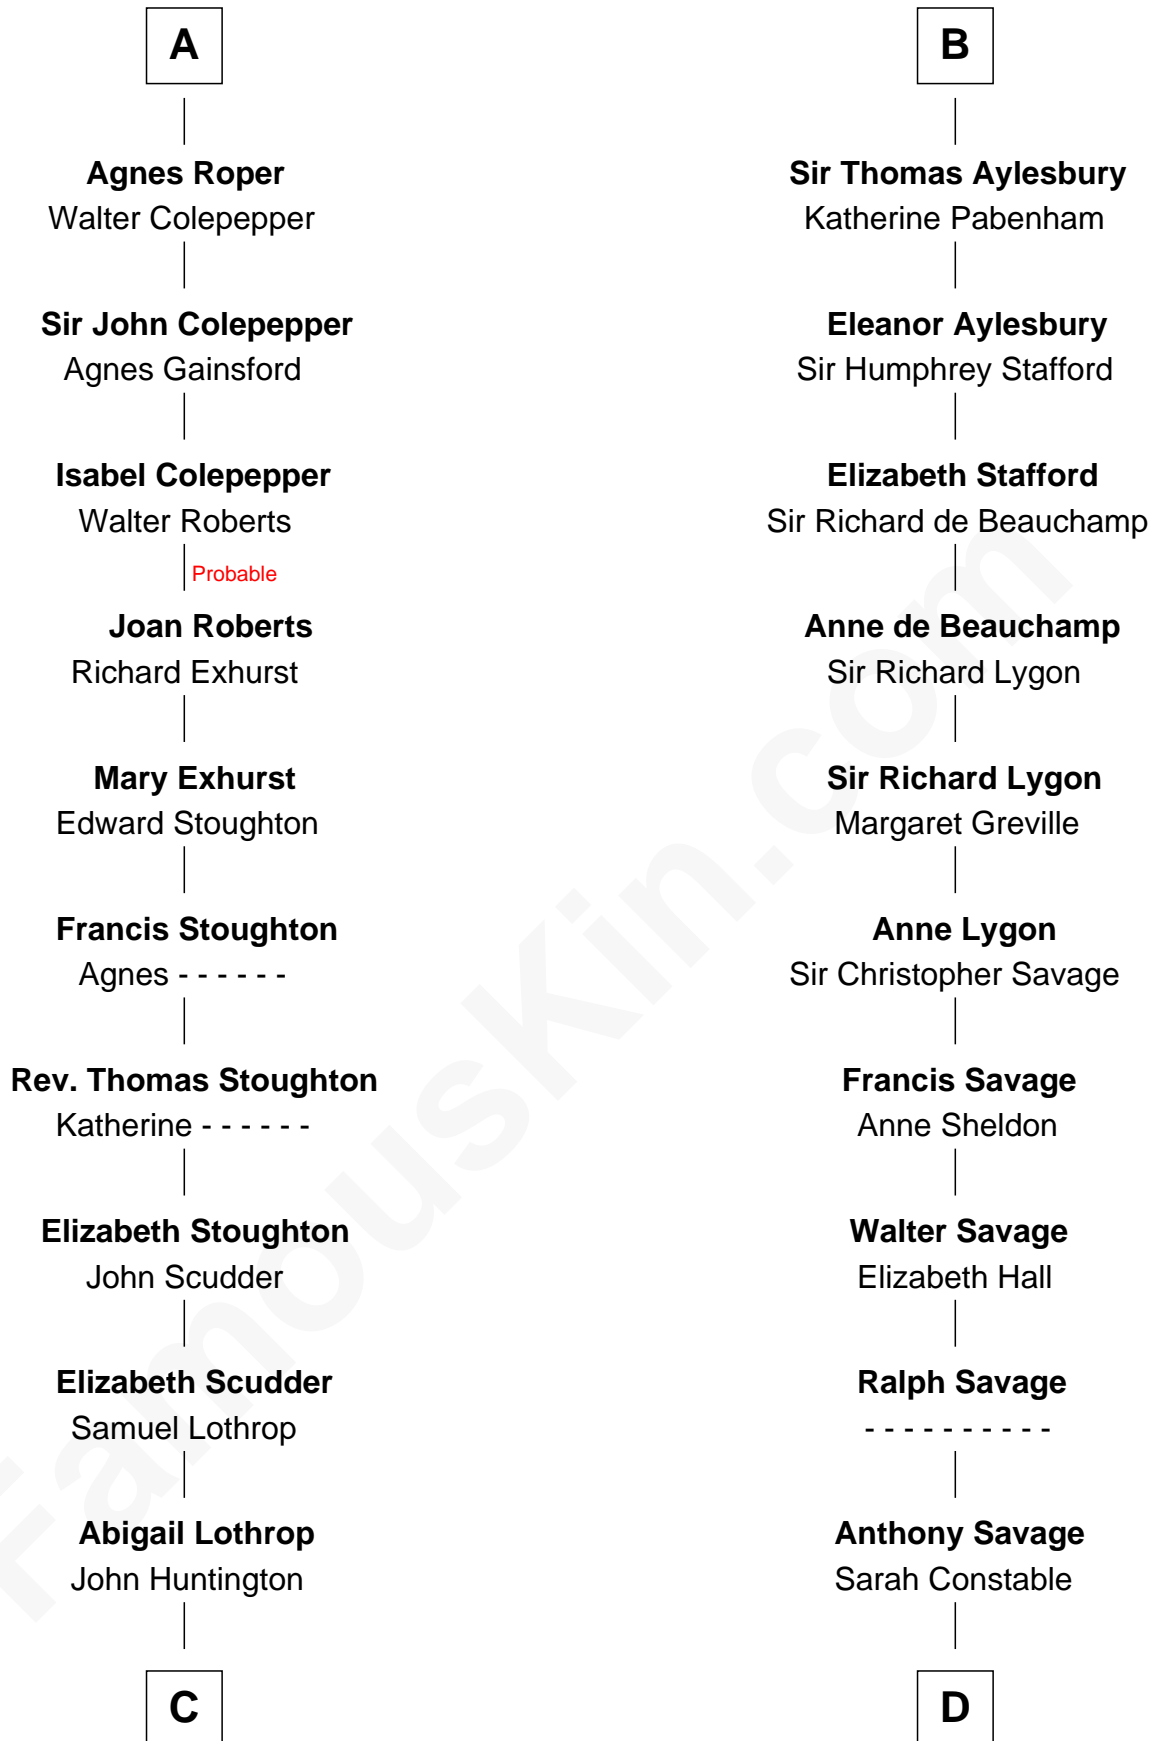 A
Agnes Roper
Walter Colepepper
Sir John Colepepper
Agnes Gainsford
Isabel Colepepper
Walter Roberts
Probable
Joan Roberts
Richard Exhurst
Mary Exhurst
Edward Stoughton
Francis Stoughton
Agnes - - - - - -
Rev. Thomas Stoughton
Katherine - - - - - -
Elizabeth Stoughton
John Scudder
Elizabeth Scudder
Samuel Lothrop
Abigail Lothrop
John Huntington
C
B
Sir Thomas Aylesbury
Katherine Pabenham
Eleanor Aylesbury
Sir Humphrey Stafford
Elizabeth Stafford
Sir Richard de Beauchamp
Anne de Beauchamp
Sir Richard Lygon
Sir Richard Lygon
Margaret Greville
Anne Lygon
Sir Christopher Savage
Francis Savage
Anne Sheldon
Walter Savage
Elizabeth Hall
Ralph Savage
- - - - - - - - - -
Anthony Savage
Sarah Constable
D
FamousKin.com